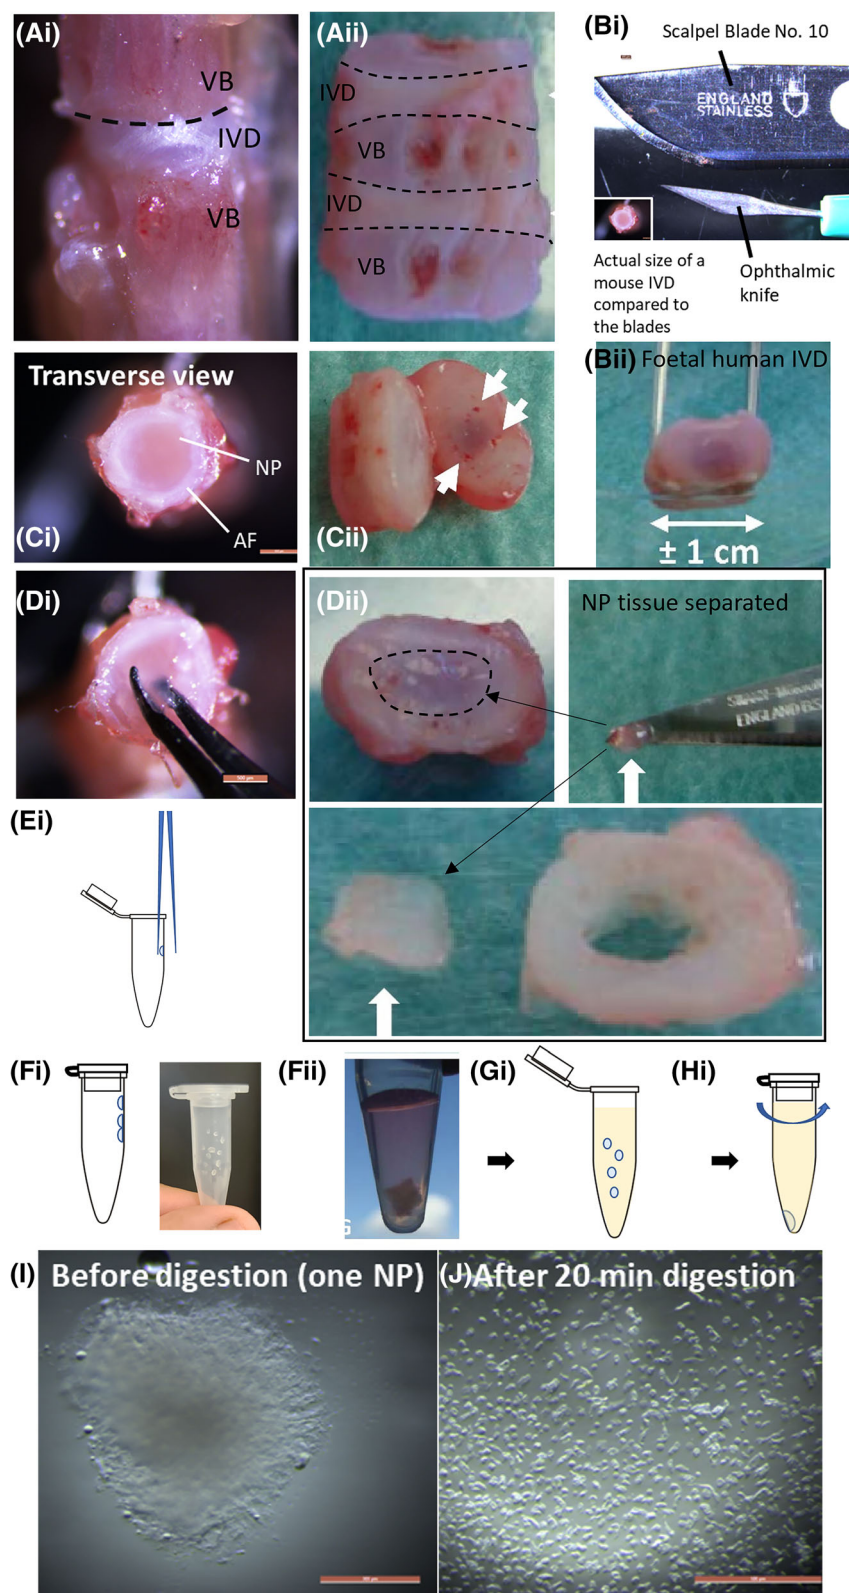 (Ai)
VB
IVD
VB
(Aii)
IVD
VB
IVD
VB
(Bi)
Scalpel Blade No. 10
ENGLAND
STAINLESS
Actual size of a
mouse IVD
compared to
the blades
Ophthalmic
knife
Transverse view
NP
AF
(Ci)
(Cii)
(Bii) Foetal human IVD
± 1 cm
(Di)
(Dii)
NP tissue separated
(Ei)
(Fi)
(Fii)
(Gi)
(Hi)
(I) Before digestion (one NP)
(J) After 20 min digestion